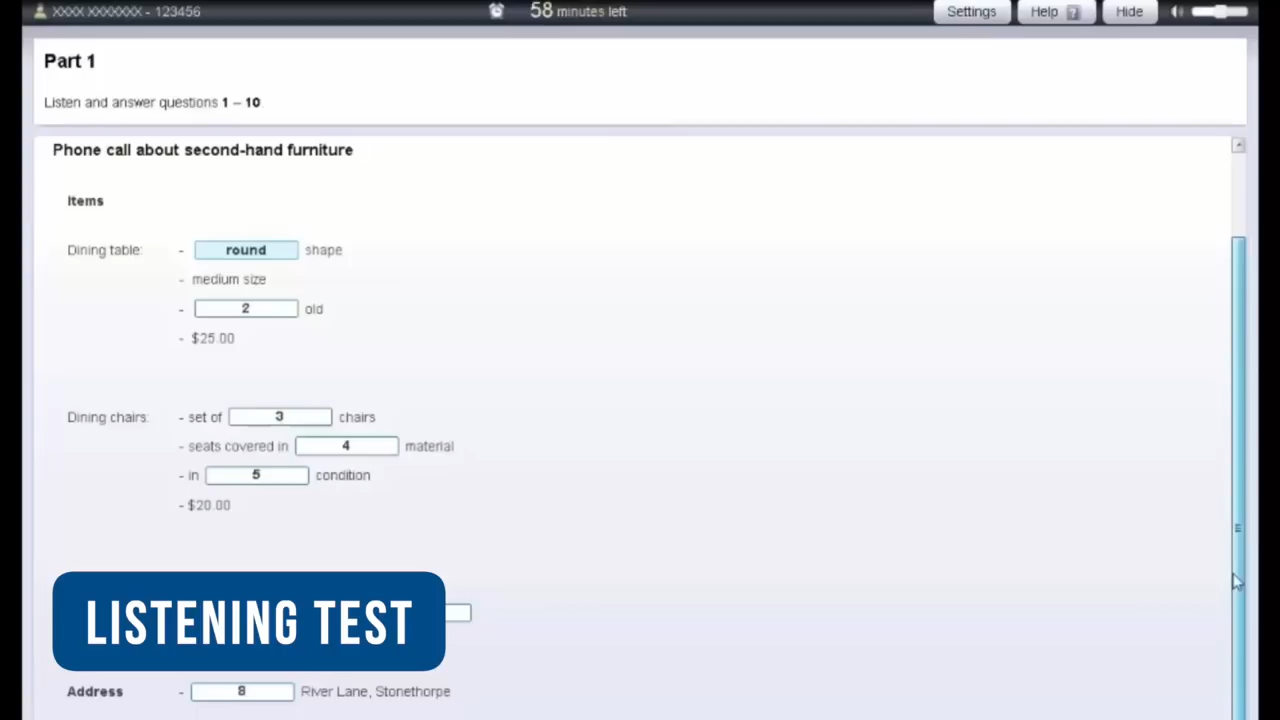 XXXX XXXXXXX - 123456
58 minutes left
Settings
Help ?
Hide
Part 1
Listen and answer questions 1 – 10
Phone call about second-hand furniture
Items
Dining table: - round shape
- medium size
- 2 old
- $25.00
Dining chairs: - set of 3 chairs
- seats covered in 4 material
- in 5 condition
- $20.00
LISTENING TEST
Address - 8 River Lane, Stonethorpe